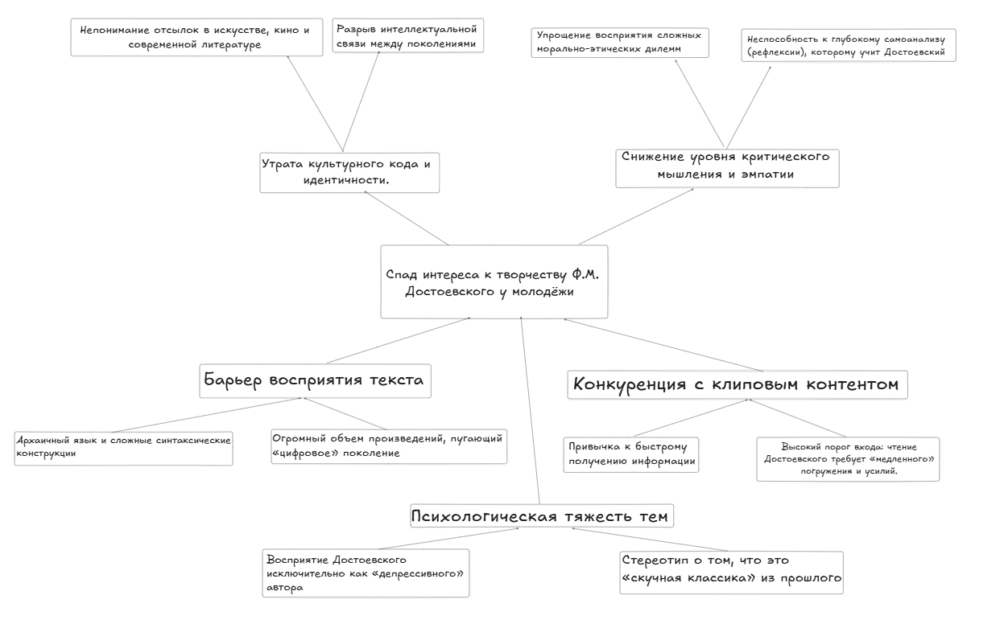 Непонимание отсылок в искусстве, кино и
современной литературе
Разрыв интеллектуальной
связи между поколениями
Упрощение восприятия сложных
морально-этических дилемм
Неспособность к глубокому самоанализу
(рефлексии), которому учит Достоевский
Утрата культурного кода и
идентичности.
Снижение уровня критического
мышления и эмпатии
Спад интереса к творчеству Ф.М.
Достоевского у молодёжи
Барьер восприятия текста
Конкуренция с клиповым контентом
Архаичный язык и сложные синтаксические
конструкции
Огромный объем произведений, пугающий
«цифровое» поколение
Привычка к быстрому
получению информации
Высокий порог входа: чтение
Достоевского требует «медленного»
погружения и усилий.
Психологическая тяжесть тем
Восприятие Достоевского
исключительно как «депрессивного»
автора
Стереотип о том, что это
«скучная классика» из прошлого